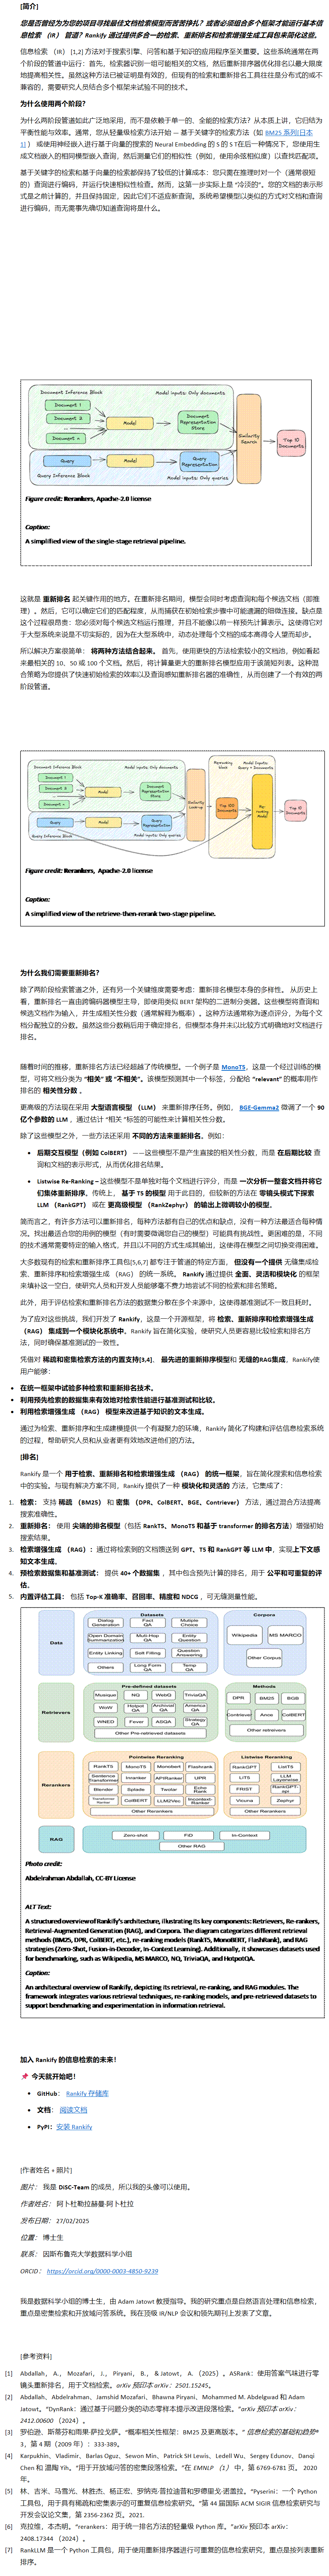 [简介]
您是否曾经为为您的项目寻找最佳文档检索模型而苦苦挣扎？或者必须组合多个框架才能运行基本信
息检索 （IR） 管道？Rankify 通过提供多合一的检索、重新排名和检索增强生成工具包来简化这些。
信息检索 （IR） [1,2] 方法对于搜索引擎、问答和基于知识的应用程序至关重要。这些系统通常在两
个阶段的管道中运行：首先，检索器识别一组可能相关的文档，然后重新排序器优化排名以最大限度
地提高相关性。虽然这种方法已被证明是有效的，但现有的检索和重新排名工具往往是分布式的或不
兼容的，需要研究人员结合多个框架来试验不同的技术。
为什么使用两个阶段？
为什么两阶段管道如此广泛地采用，而不是依赖于单一的、全能的检索方法？从本质上讲，它归结为
平衡性能与效率。通常，您从轻量级检索方法开始 — 基于关键字的方法（如 BM25 系列[日本
1]） 或使用神经嵌入进行基于向量的搜索的 Neural Embedding 的 S 的 S T在后一种情况下，您使用生
成文档嵌入的相同模型嵌入查询，然后测量它们的相似性（例如，使用余弦相似度）以查找匹配项。
基于关键字的检索和基于向量的检索都保持了较低的计算成本：您只需在推理时对一个（通常很短
的）查询进行编码，并运行快速相似性检查。然而，这第一步实际上是 “冷淡的”。您的文档的表示形
式是之前计算的，并且保持固定，因此它们不适应新查询。系统希望模型以类似的方式对文档和查询
进行编码，而无需事先确切知道查询将是什么。
Document Inference Block
Model inputs: Only documents
Document 1
Document 2
...
Document n
Model
Document Representation Store
Similarity Search
Top 10 Documents
Query
Model
Query Representation
Query Inference Block
Model inputs: Only queries
Figure credit: Rerankers, Apache-2.0 license
Caption:
A simplified view of the single-stage retrieval pipeline.
这就是 重新排名 起关键作用的地方。在重新排名期间，模型会同时考虑查询和每个候选文档（即推
理）。然后，它可以确定它们的匹配程度，从而捕获在初始检索步骤中可能遗漏的细微连接。缺点是
这个过程很昂贵：您必须对每个候选文档运行推理，并且不能像以前一样预先计算表示。这使得它对
于大型系统来说是不切实际的，因为在大型系统中，动态处理每个文档的成本高得令人望而却步。
所以解决方案很简单： 将两种方法结合起来。 首先，使用更快的方法检索较小的文档池，例如看起
来最相关的 10、50 或 100 个文档。然后，将计算量更大的重新排名模型应用于该简短列表。这种混
合策略为您提供了快速初始检索的效率以及查询感知重新排名器的准确性，从而创建了一个有效的两
阶段管道。
Document Inference Block
Model inputs: Only documents
Document 1
Document 2
...
Document n
Model
Document Representation Store
Similarity Look-up
Reranking block
Model inputs: Query + Documents
Top 100 Documents
Re-ranking Model
Top 10 Documents
Query
Model
Query Representation
Query Inference Block
Model inputs: Only queries
Figure credit: Rerankers, Apache-2.0 license
Caption:
A simplified view of the retrieve-then-rerank two-stage pipeline.
为什么我们需要重新排名？
除了两阶段检索管道之外，还有另一个关键维度需要考虑：重新排名模型本身的多样性。 从历史上
看，重新排名一直由跨编码器模型主导，即使用类似 BERT 架构的二进制分类器。这些模型将查询和
候选文档作为输入，并生成相关性分数（通常解释为概率）。这种方法通常称为逐点评分，为每个文
档分配独立的分数。虽然这些分数稍后用于确定排名，但模型本身并未以比较方式明确地对文档进行
排名。
随着时间的推移，重新排名方法已经超越了传统模型。一个例子是 MonoT5，这是一个经过训练的模
型，可将文档分类为 “相关” 或 “不相关”。该模型预测其中一个标签，分配给 “relevant” 的概率用作
排名的 相关性分数 。
更高级的方法现在采用 大型语言模型 （LLM） 来重新排序任务。例如， BGE-Gamma2 微调了一个 90
亿个参数的 LLM ，通过估计 “相关 ”标签的可能性来计算相关性分数。
除了这些模型之外，一些方法还采用 不同的方法来重新排名，例如：
• 后期交互模型（例如 ColBERT） ——这些模型不是产生直接的相关性分数，而是 在后期比较 查
询和文档的表示形式，从而优化排名结果。
• Listwise Re-Ranking – 这些模型不是单独对每个文档进行评分，而是 一次分析一整套文档并将它
们集体重新排序。传统上， 基于 T5 的模型 用于此目的，但较新的方法在 零镜头模式下探索
LLM （RankGPT） 或在 更高级模型 （RankZephyr） 的输出上微调较小的模型。
简而言之，有许多方法可以重新排名，每种方法都有自己的优点和缺点，没有一种方法最适合每种情
况。找出最适合您的用例的模型（有时需要微调您自己的模型）可能具有挑战性。更困难的是，不同
的技术通常需要特定的输入格式，并且以不同的方式生成其输出，这使得在模型之间切换变得困难。
大多数现有的检索和重新排序工具包[5,6,7] 都专注于管道的特定方面， 但没有一个提供 无缝集成检
索、重新排序和检索增强生成 （RAG） 的统一系统。 Rankify 通过提供 全面、灵活和模块化 的框架
来填补这一空白，使研究人员和开发人员能够毫不费力地尝试不同的检索和排名策略。
此外，用于评估检索和重新排名方法的数据集分散在多个来源中，这使得基准测试不一致且耗时。
为了应对这些挑战，我们开发了 Rankify，这是一个开源框架，将 检索、重新排序和检索增强生成
（RAG） 集成到一个模块化系统中。Rankify 旨在简化实验，使研究人员更容易比较检索和排名方
法，同时确保基准测试的一致性。
凭借对 稀疏和密集检索方法的内置支持[3,4]， 最先进的重新排序模型和 无缝的RAG集成，Rankify使
用户能够：
• 在统一框架中试验多种检索和重新排名技术。
• 利用预先检索的数据集来有效地对检索性能进行基准测试和比较。
• 利用检索增强生成 （RAG） 模型来改进基于知识的文本生成。
通过为检索、重新排序和生成建模提供一个有凝聚力的环境，Rankify 简化了构建和评估信息检索系统
的过程，帮助研究人员和从业者更有效地改进他们的方法。
[排名]
Rankify 是一个 用于检索、重新排名和检索增强生成 （RAG） 的统一框架，旨在简化搜索和信息检索
中的实验。与现有解决方案不同，Rankify 提供了一种 模块化和灵活的 方法，它集成了：
1. 检索： 支持 稀疏 （BM25） 和 密集 （DPR、ColBERT、BGE、Contriever） 方法，通过混合方法提高
搜索准确性。
2. 重新排名： 使用 尖端的排名模型（包括 RankT5、MonoT5 和基于 transformer 的排名方法）增强初始
搜索结果。
3. 检索增强生成 （RAG）：通过将检索到的文档馈送到 GPT、T5 和 RankGPT 等 LLM 中，实现上下文感
知文本生成。
4. 预检索数据集和基准测试： 提供 40+ 个数据集 ，其中包含预先计算的排名，用于 公平和可重复的评
估。
5. 内置评估工具： 包括 Top-K 准确率、召回率、精度和 NDCG ，可无缝测量性能。
Datasets
Corpora
Data
Dialog Generation
Fact QA
Multiple Choice
Open Domain Summarization
Multi-Hop QA
Entity Question
Entity Linking
Slot Filling
Temporal Question
Others
Long Form QA
Temp QA
Wikipedia
MS MARCO
Other Corpus
Pre-defined datasets
Methods
Retrievers
Musique
NQ
WebQ
TriviaQA
WoW
Hotpot QA
Archivial QA
America QA
WNED
Fever
ASQA
Strategy QA
Other Pre-retrieved datasets
DPR
BM25
BGB
Contriever
Ance
ColBERT
Other retrievers
Pointwise Reranking
Listwise Reranking
Rerankers
RankT5
MonoT5
Monobert
Flashrank
Sentence Transformer
Inranker
APIRanker
UPR
Blender
Splade
Twolar
Echo Rank
Transformer Ranker
ColBERT
LLM2Vec
Incontext-Ranker
Other Rerankers
RankGPT
ListT5
LiT5
LLM Layerwise
FIRST
RankGPT-api
Vicuna
Zephyr
Other Rerankers
RAG
Zero-shot
FiD
In-Context
Other RAG
Photo credit:
Abdelrahman Abdallah, CC-BY License
ALT Text:
A structured overview of Rankify's architecture, illustrating its key components: Retrievers, Re-rankers,
Retrieval-Augmented Generation (RAG), and Corpora. The diagram categorizes different retrieval
methods (BM25, DPR, ColBERT, etc.), re-ranking models (RankT5, MonoBERT, FlashRank), and RAG
strategies (Zero-Shot, Fusion-in-Decoder, In-Context Learning). Additionally, it showcases datasets used
for benchmarking, such as Wikipedia, MS MARCO, NQ, TriviaQA, and HotpotQA.
Caption:
An architectural overview of Rankify, depicting its retrieval, re-ranking, and RAG modules. The
framework integrates various retrieval techniques, re-ranking models, and pre-retrieved datasets to
support benchmarking and experimentation in information retrieval.
加入 Rankify 的信息检索的未来！
📌 今天就开始吧！
• GitHub： Rankify 存储库
• 文档： 阅读文档
• PyPI：安装 Rankify
[作者姓名 + 照片]
图片： 我是 DiSC-Team 的成员，所以我的头像可以使用。
作者姓名： 阿卜杜勒拉赫曼·阿卜杜拉
发布日期：27/02/2025
位置： 博士生
联系： 因斯布鲁克大学数据科学小组
ORCID： https://orcid.org/0000-0003-4850-9239
我是数据科学小组的博士生，由 Adam Jatowt 教授指导。我的研究重点是自然语言处理和信息检索，
重点是密集检索和开放域问答系统。我在顶级 IR/NLP 会议和领先期刊上发表了文章。
[参考资料]
[1] Abdallah， A.， Mozafari， J.， Piryani， B.， & Jatowt， A. （2025）。ASRank：使用答案气味进行零
镜头重新排名，用于文档检索。arXiv 预印本 arXiv：2501.15245。
[2] Abdallah、Abdelrahman、Jamshid Mozafari、Bhawna Piryani、Mohammed M. Abdelgwad 和 Adam
Jatowt。“DynRank：通过基于问题分类的动态零样本提示改进段落检索。”arXiv 预印本 arXiv：
2412.00600 （2024）。
[3] 罗伯逊、斯蒂芬和雨果·萨拉戈萨。“概率相关性框架：BM25 及更高版本。” 信息检索的基础和趋势®
3，第 4 期 （2009 年）：333-389。
[4] Karpukhin、Vladimir、Barlas Oguz、Sewon Min、Patrick SH Lewis、Ledell Wu、Sergey Edunov、Danqi
Chen 和 温陶 Yih。“用于开放域问答的密集段落检索。”在 EMNLP （1） 中，第 6769-6781 页。 2020
年。
[5] 林、吉米、马雪光、林胜杰、杨正宏、罗纳克·普拉迪普和罗德里戈·诺盖拉。“Pyserini：一个 Python
工具包，用于具有稀疏和密集表示的可重复信息检索研究。”第 44 届国际 ACM SIGIR 信息检索研究与
开发会议论文集，第 2356-2362 页。2021.
[6] 克拉维，本杰明。“rerankers：用于统一排名方法的轻量级 Python 库。”arXiv 预印本 arXiv：
2408.17344 （2024）。
[7] RankLLM 是一个 Python 工具包，用于使用重新排序器进行可重复的信息检索研究，重点是按列表重新
排序。